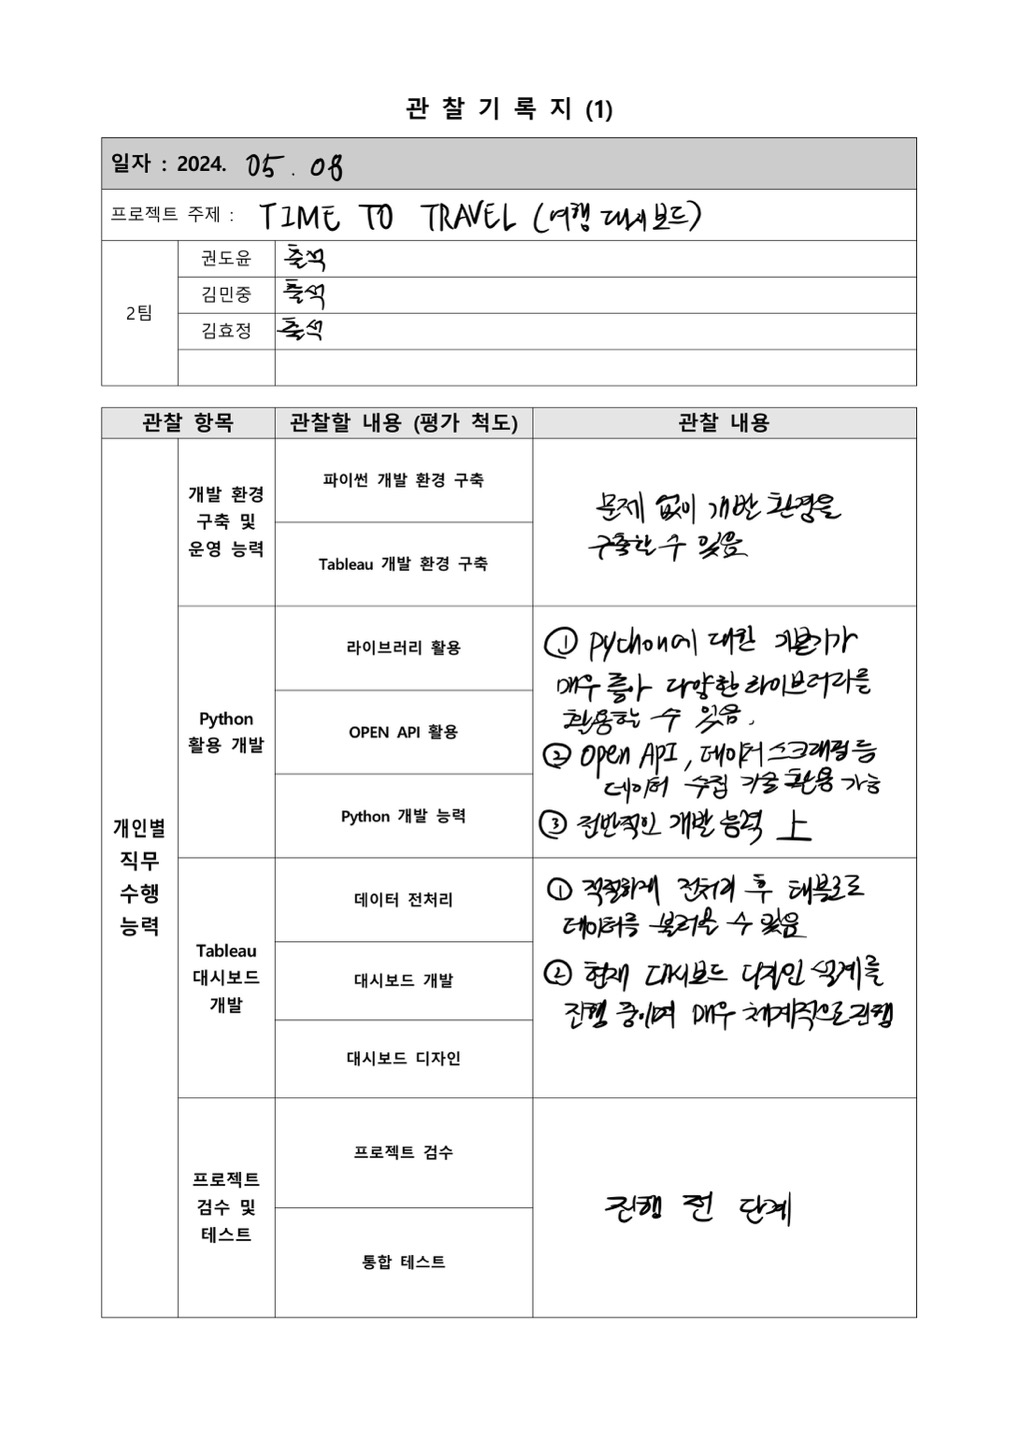 관 찰 기 록 지 (1)
일자 : 2024. 05. 08
프로젝트 주제 : TIME TO TRAVEL (여행 대시보드)
2팀
권도윤 출석
김민중 출석
김효정 출석
관찰 항목 관찰할 내용 (평가 척도) 관찰 내용
개인별
직무
수행
능력
개발 환경
구축 및
운영 능력
파이썬 개발 환경 구축
Tableau 개발 환경 구축
문제 없이 개발 환경을
구축할 수 있음
Python
활용 개발
라이브러리 활용
OPEN API 활용
Python 개발 능력
① python에 대한 기본기가
매우 좋아 다양한 라이브러리를
활용하는 수 있음.
② Open API, 데이터 스크래핑 등
데이터 수집 기술 활용 가능
③ 전반적인 개발 능력 上
Tableau
대시보드
개발
데이터 전처리
대시보드 개발
대시보드 디자인
① 적절하게 전처리 후 태블로로
데이터를 불러올 수 있음
② 현재 대시보드 디자인 설계를
진행 중이며 매우 체계적으로 진행
프로젝트
검수 및
테스트
프로젝트 검수
통합 테스트
진행 전 단계